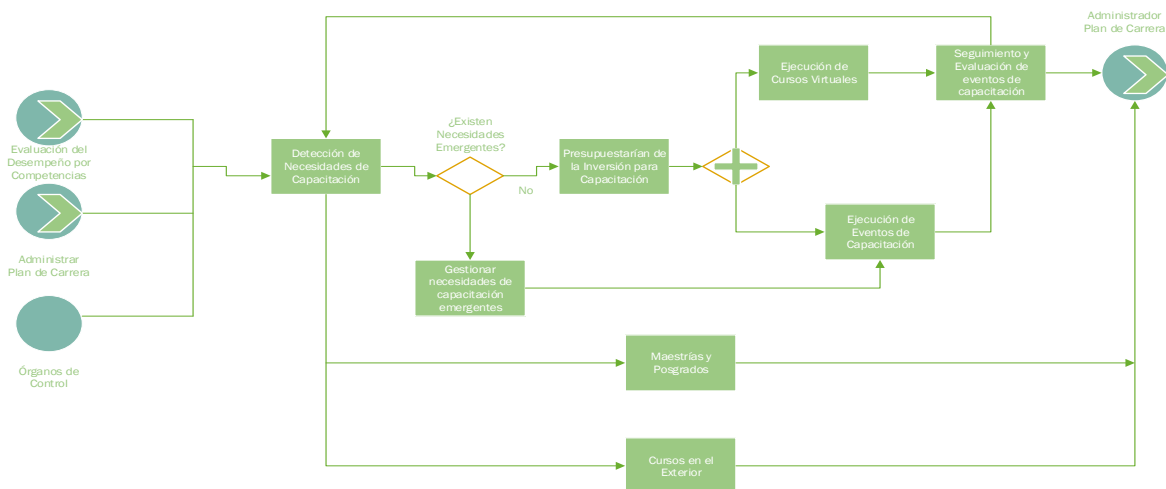 Administrador
Plan de Carrera
Ejecución de
Cursos Virtuales
Seguimiento y
Evaluación de
eventos de
capacitación
¿Existen
Necesidades
Emergentes?
Evaluación del
Desempeño por
Competencias
Detección de
Necesidades de
Capacitación
No
Presupuestarían de
la Inversión para
Capacitación
Ejecución de
Eventos de
Capacitación
Administrar
Plan de Carrera
Gestionar
necesidades de
capacitación
emergentes
Órganos de
Control
Maestrías y
Posgrados
Cursos en el
Exterior